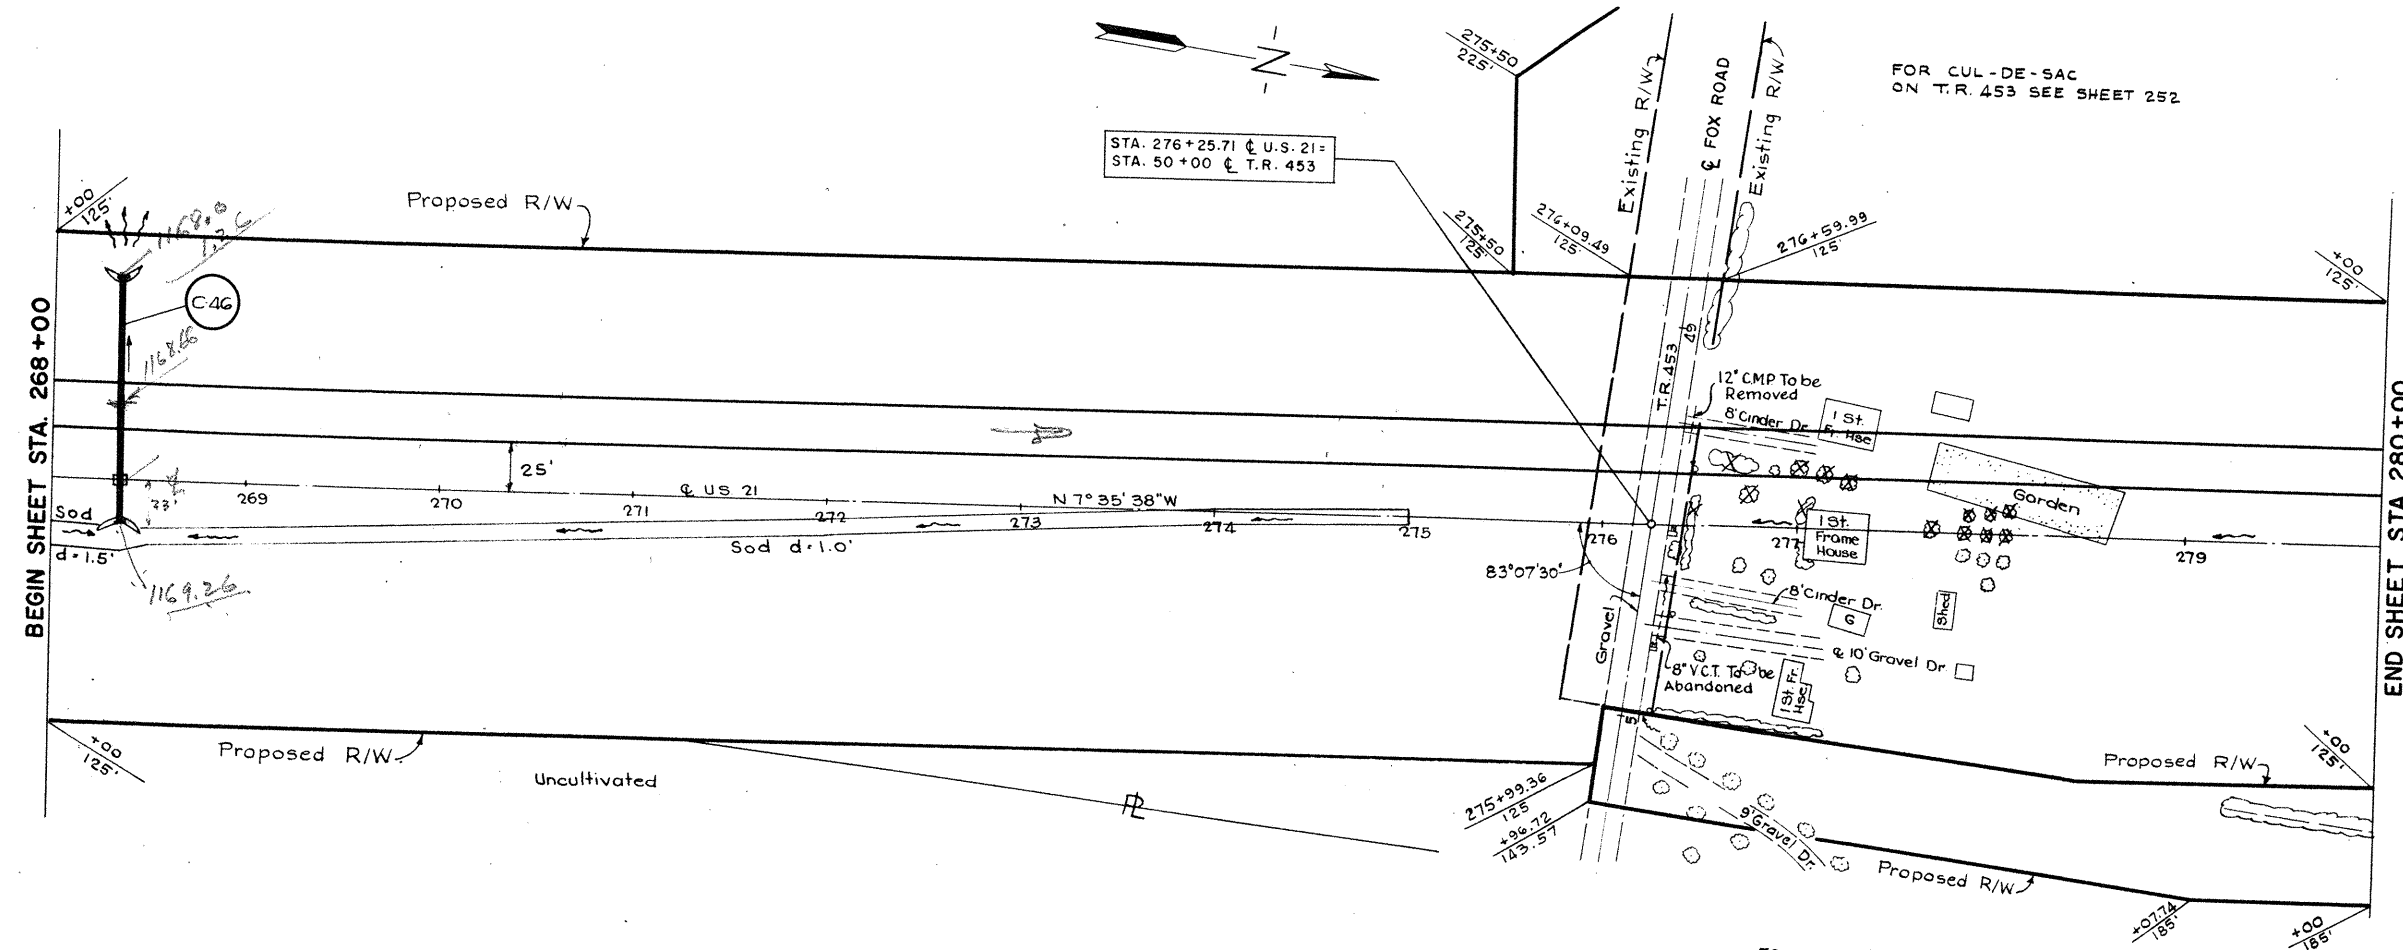 275+50
225'
N
Existing R/W
℄ FOX ROAD
Existing R/W
FOR CUL-DE-SAC
ON T.R. 453 SEE SHEET 252
STA. 276+25.71 ℄ U.S. 21 =
STA. 50+00 ℄ T.R. 453
+00
125'
Proposed R/W
1168.0
1.26
275+50
125'
276+09.49
125'
276+59.99
125'
+00
125'
C-46
1168.66
BEGIN SHEET STA. 268+00
END SHEET STA 280+00
T.R. 453
49
12" C.M.P. To be
Removed
8' Cinder Dr.
1 St.
Fr. Hse
25'
℄
33'
269
270
℄ US 21
271
272
273
N 7° 35' 38" W
274
275
276
277
279
Garden
1 St.
Frame
House
Sod
d=1.5'
Sod d=1.0'
1169.26
83°07'30"
8' Cinder Dr.
G
Shed
Gravel
℄ 10' Gravel Dr
8" V.C.T. To be
Abandoned
1 St. Fr.
Hse
51
+00
125'
Proposed R/W
Uncultivated
PL
275+99.36
125'
+96.72
143.57
9' Gravel Dr.
Proposed R/W
Proposed R/W
+00
125'
+07.74
185'
+00
185'